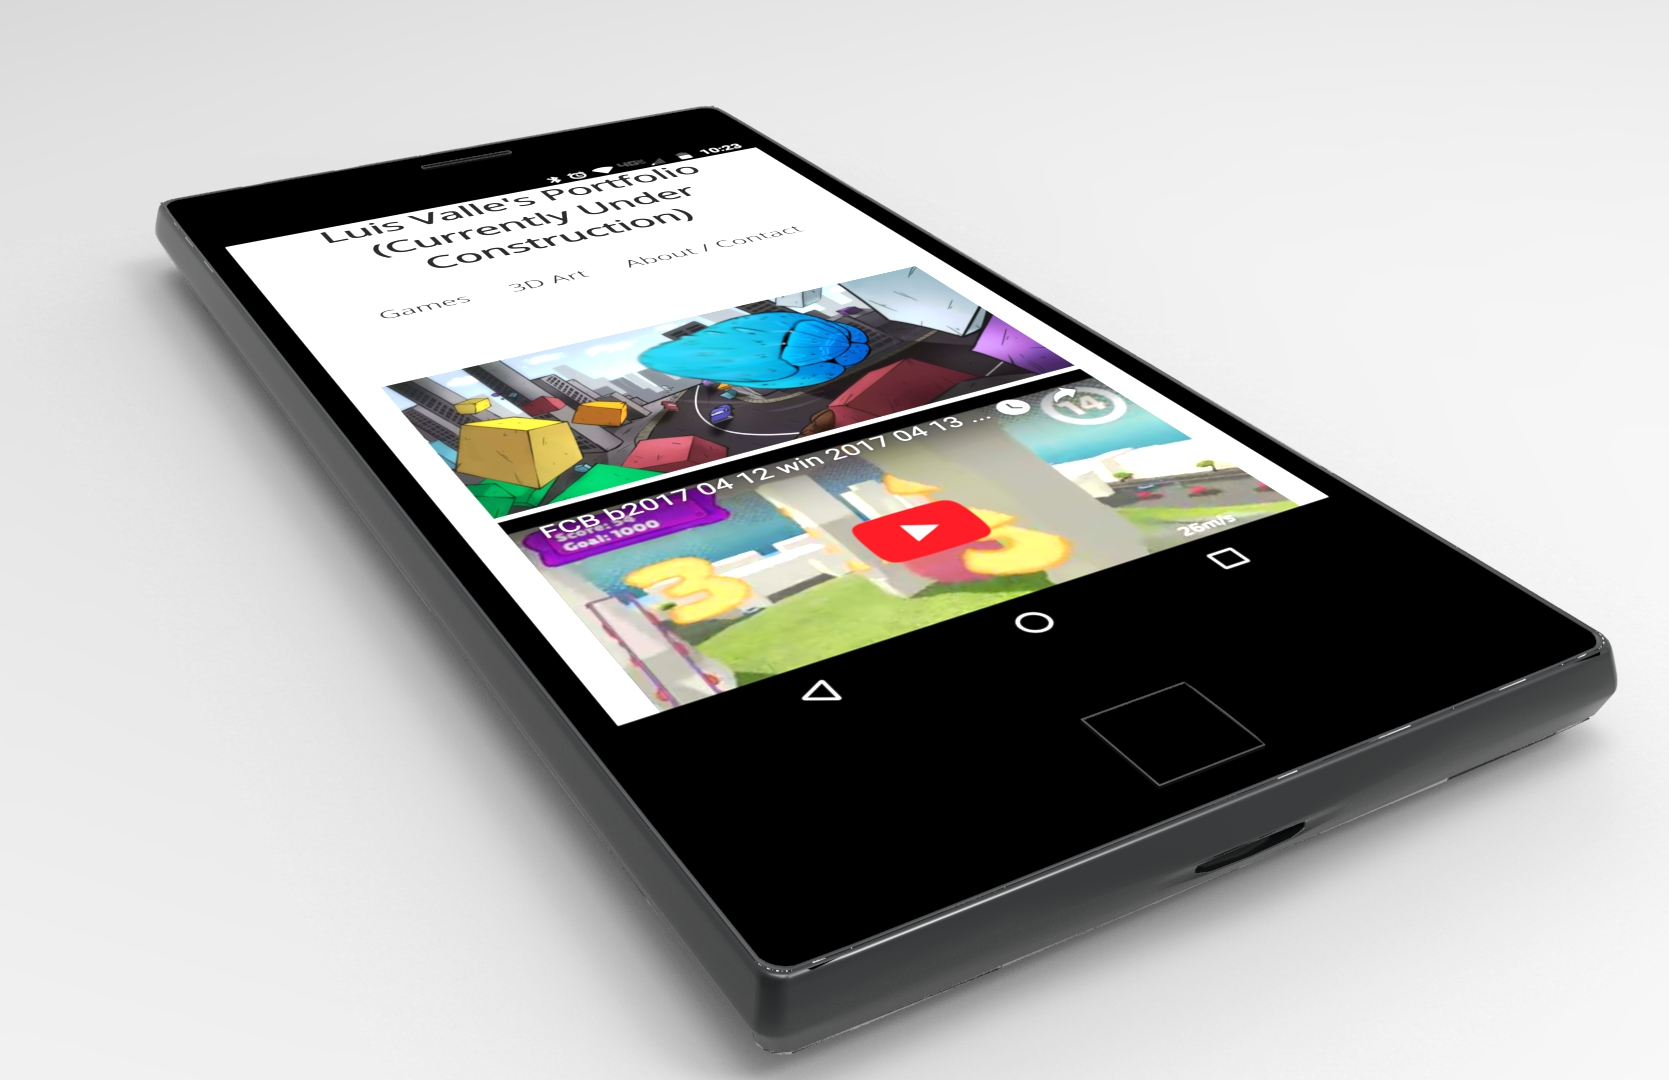 10:23
Luis Valle's Portfolio
(Currently Under
Construction)
Games 3D Art About / Contact
FCB b2017 04 12 win 2017 04 13 ...
14
Score: 34
Goal: 1000
3
3
26m/s